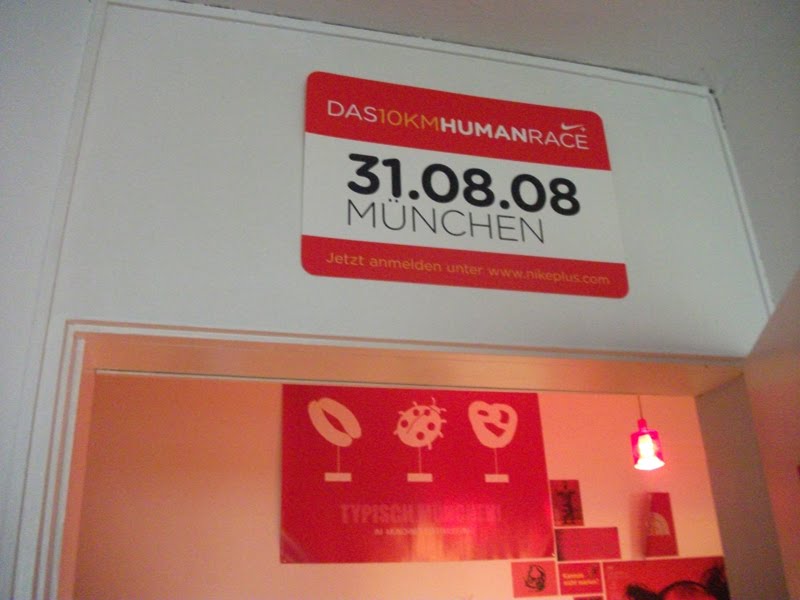 DAS10KMHUMANRACE
31.08.08
MÜNCHEN
Jetzt anmelden unter www.nikeplus.com
TYPISCH MÜNCHEN!